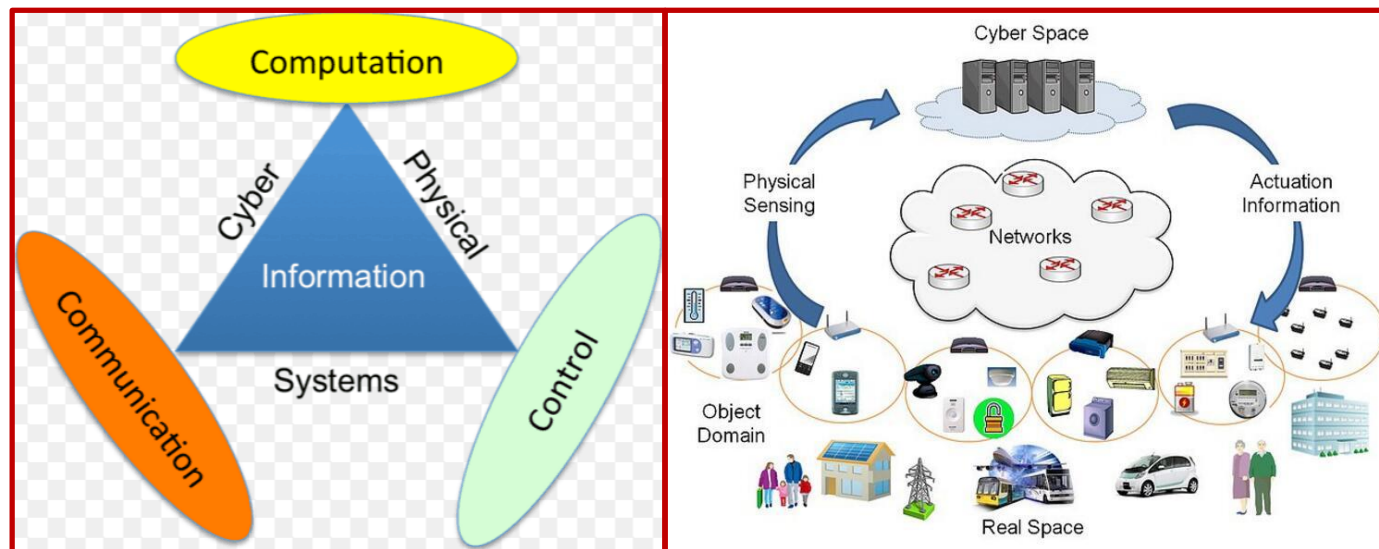 Computation
Cyber
Physical
Information
Communication
Control
Systems
Cyber Space
Physical
Sensing
Actuation
Information
Networks
Object
Domain
Real Space